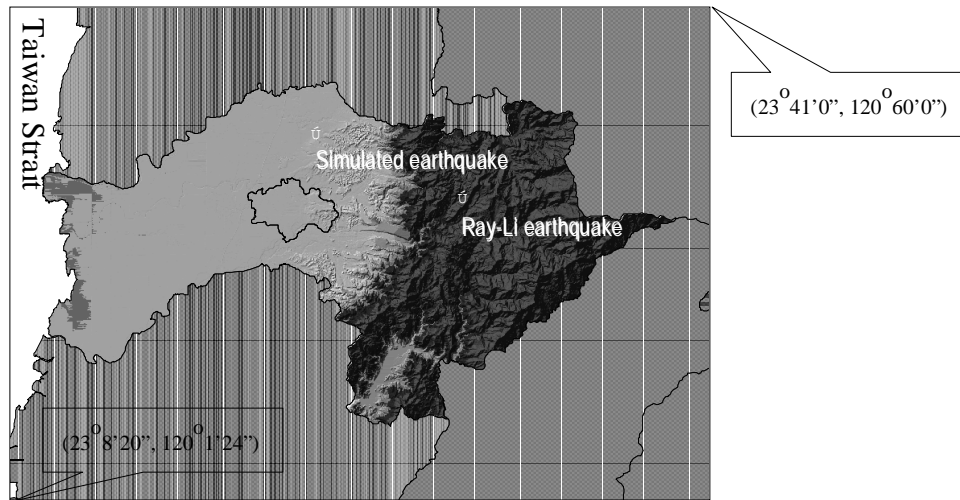 Taiwan Strait
(23°41'0”, 120°60'0”)
Ú
Simulated earthquake
Ú
Ray-Li earthquake
(23°8'20”, 120°1'24”)